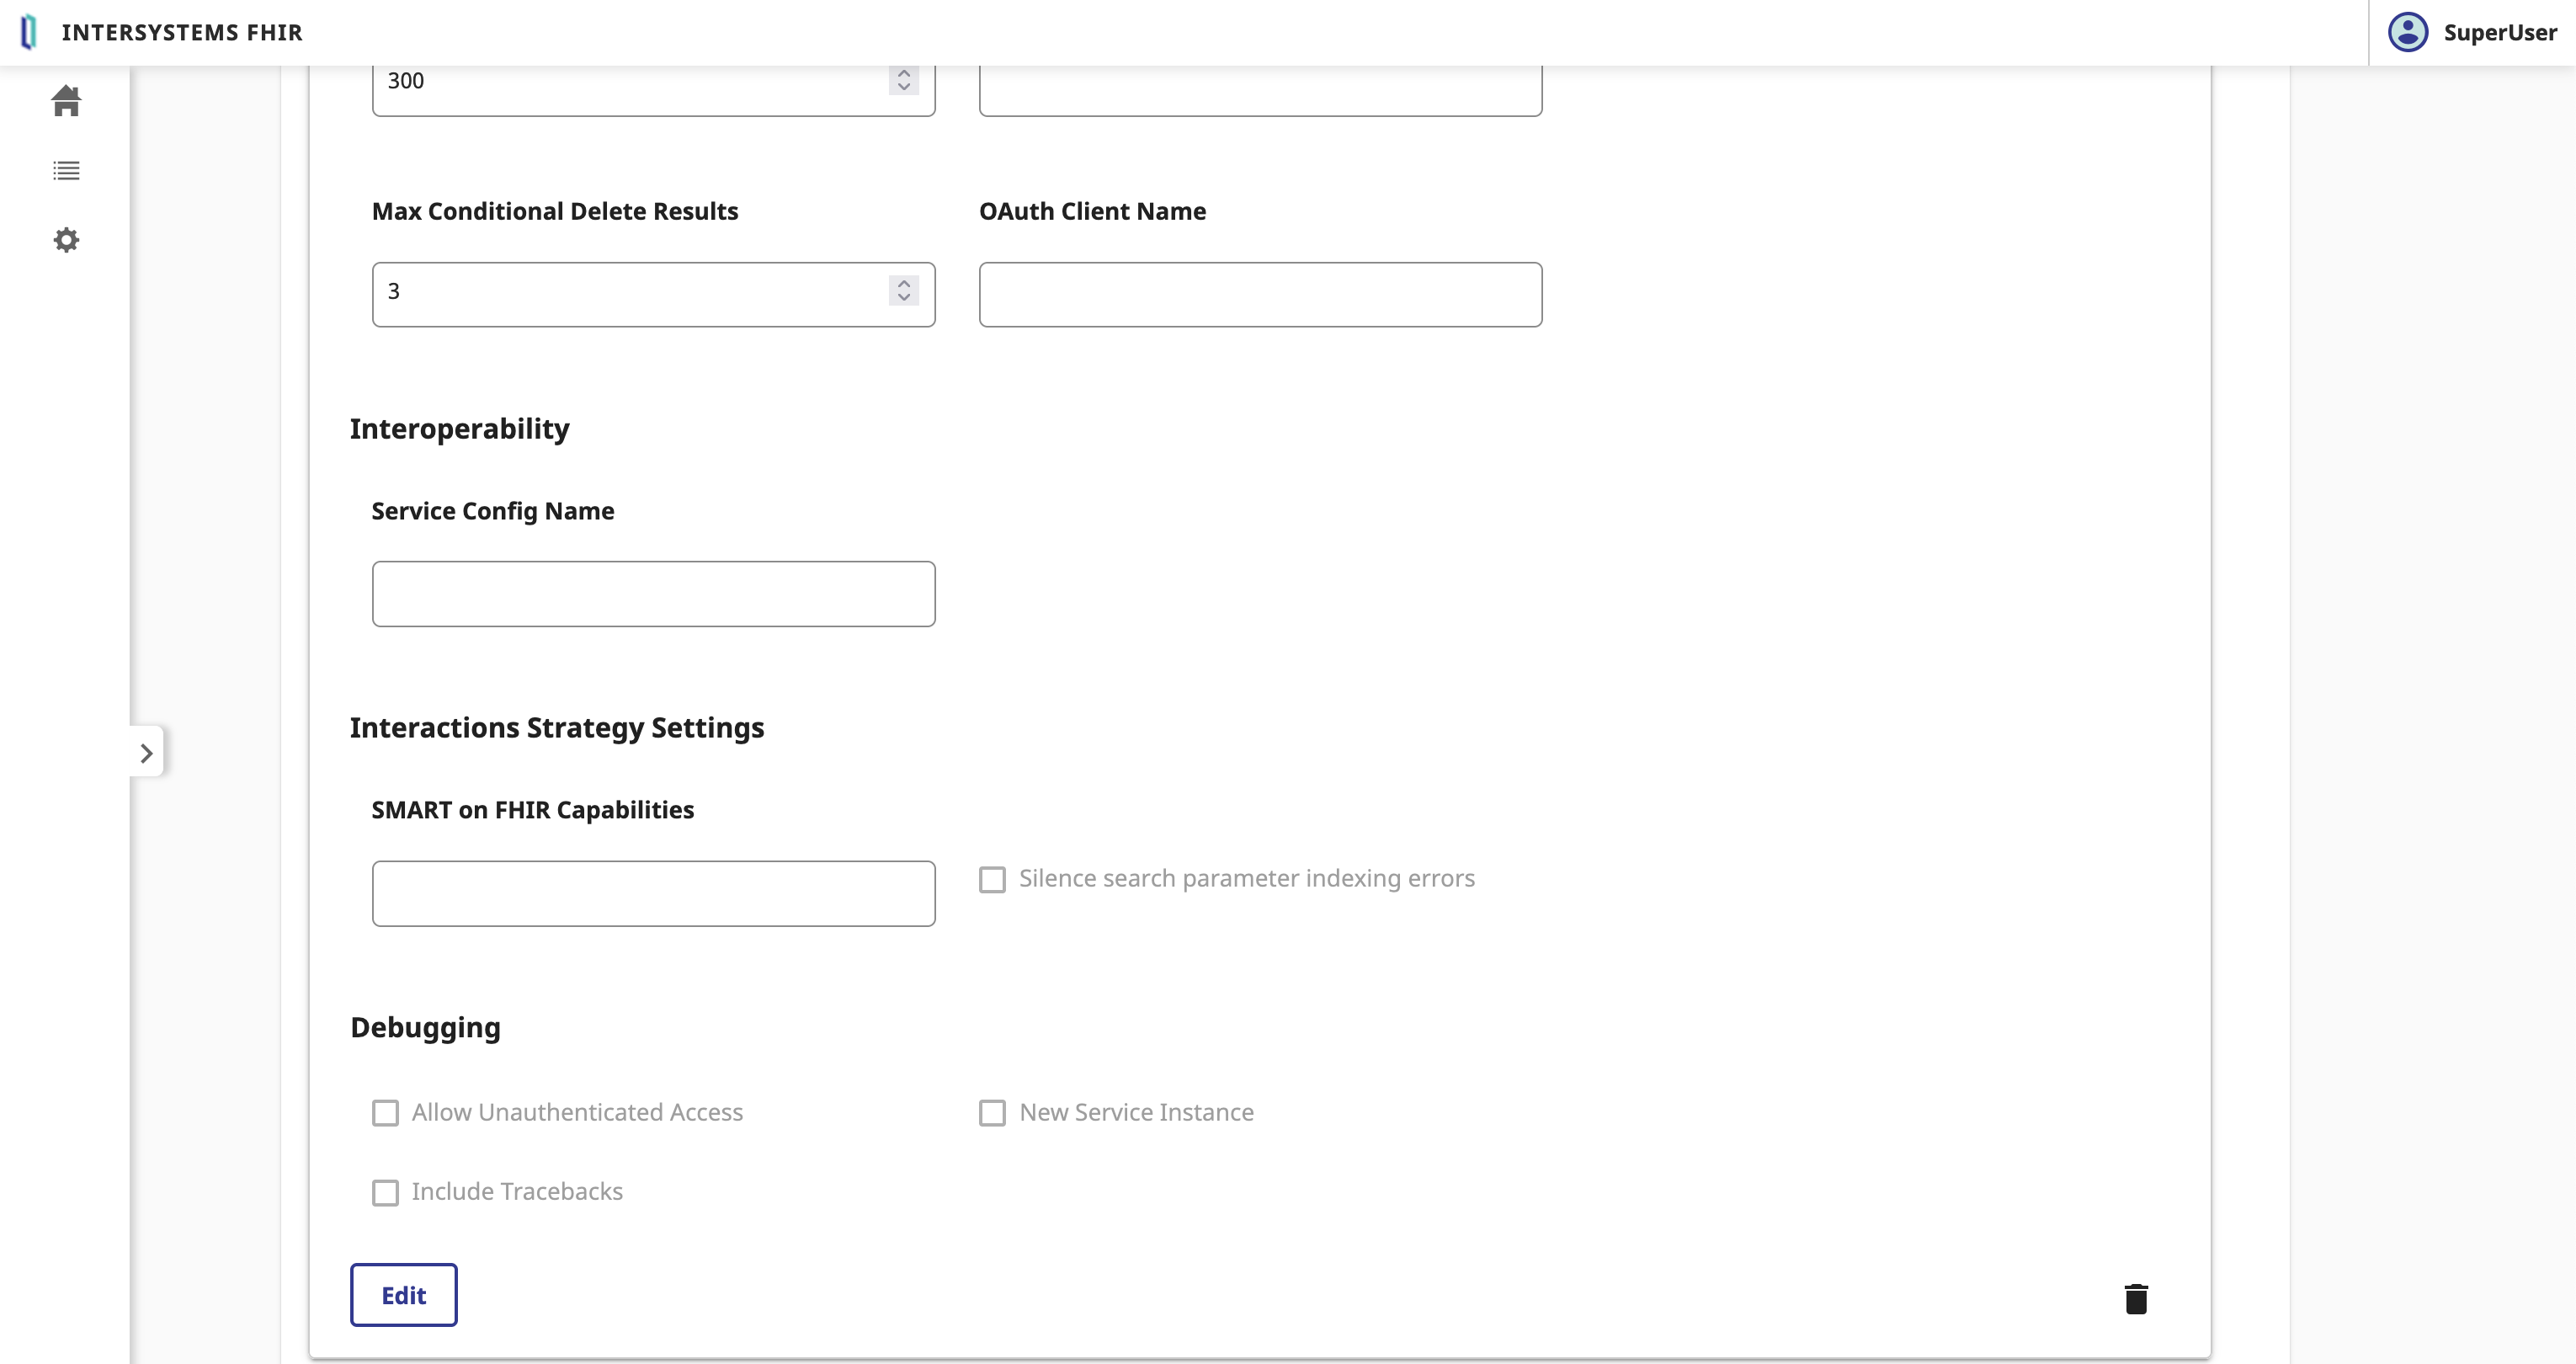 INTERSYSTEMS FHIR
SuperUser
300
Max Conditional Delete Results
OAuth Client Name
3
Interoperability
Service Config Name
Interactions Strategy Settings
SMART on FHIR Capabilities
Silence search parameter indexing errors
Debugging
Allow Unauthenticated Access
New Service Instance
Include Tracebacks
Edit